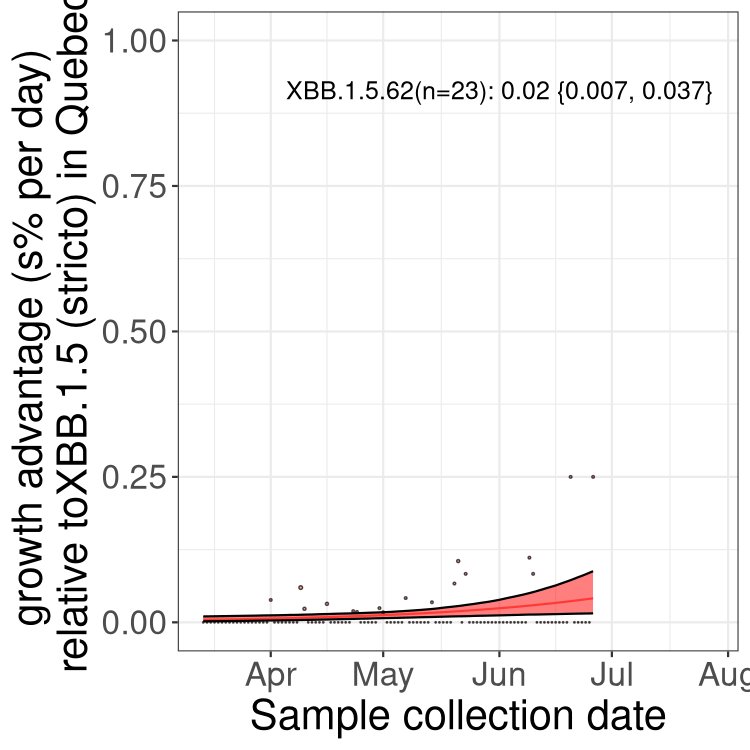 growth advantage (s% per day)
relative toXBB.1.5 (stricto) in Quebec
1.00
0.75
0.50
0.25
0.00
XBB.1.5.62(n=23): 0.02 {0.007, 0.037}
Apr May Jun Jul Aug
Sample collection date